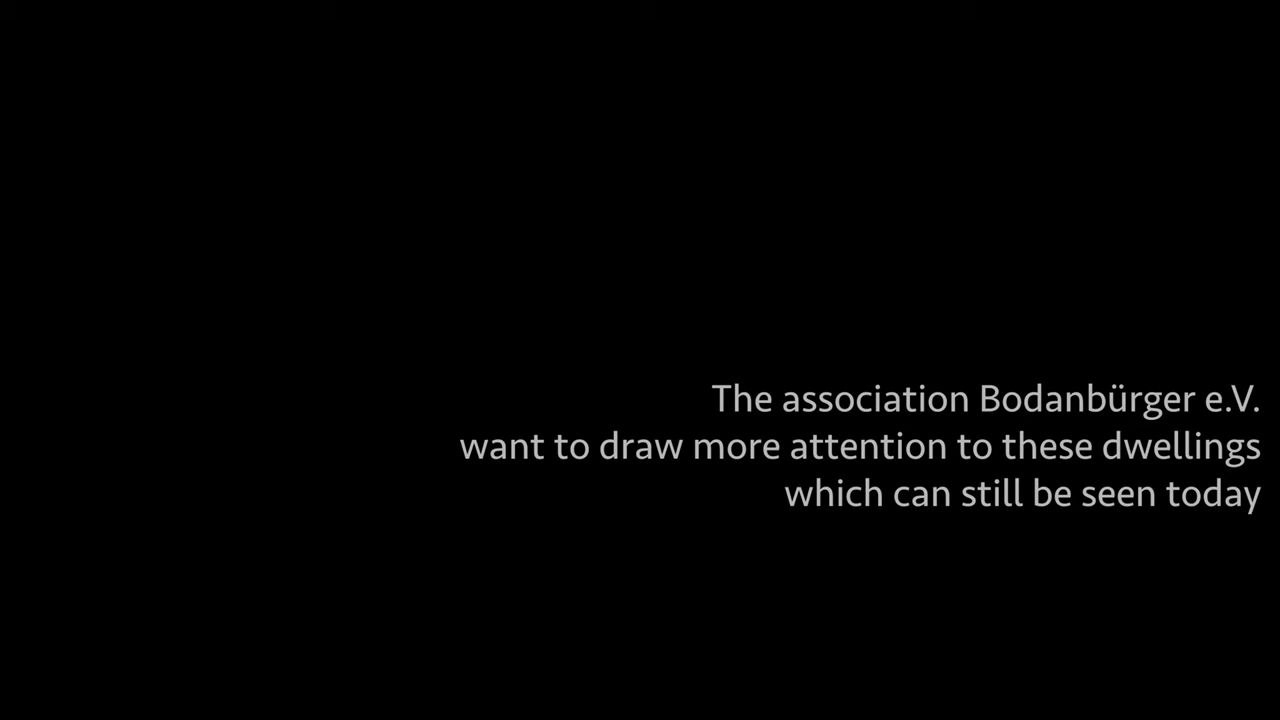 The association Bodanbürger e.V.
want to draw more attention to these dwellings
which can still be seen today